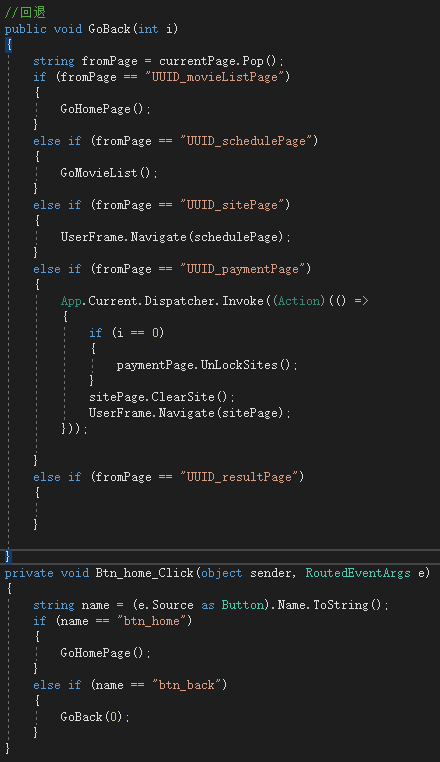 //回退
public void GoBack(int i)
{
string fromPage = currentPage.Pop();
if (fromPage == "UUID_movieListPage")
{
GoHomePage();
}
else if (fromPage == "UUID_schedulePage")
{
GoMovieList();
}
else if (fromPage == "UUID_sitePage")
{
UserFrame.Navigate(schedulePage);
}
else if (fromPage == "UUID_paymentPage")
{
App.Current.Dispatcher.Invoke((Action)(() =>
{
if (i == 0)
{
paymentPage.UnLockSites();
}
sitePage.ClearSite();
UserFrame.Navigate(sitePage);
}));
}
else if (fromPage == "UUID_resultPage")
{
}
}
private void Btn_home_Click(object sender, RoutedEventArgs e)
{
string name = (e.Source as Button).Name.ToString();
if (name == "btn_home")
{
GoHomePage();
}
else if (name == "btn_back")
{
GoBack(0);
}
}